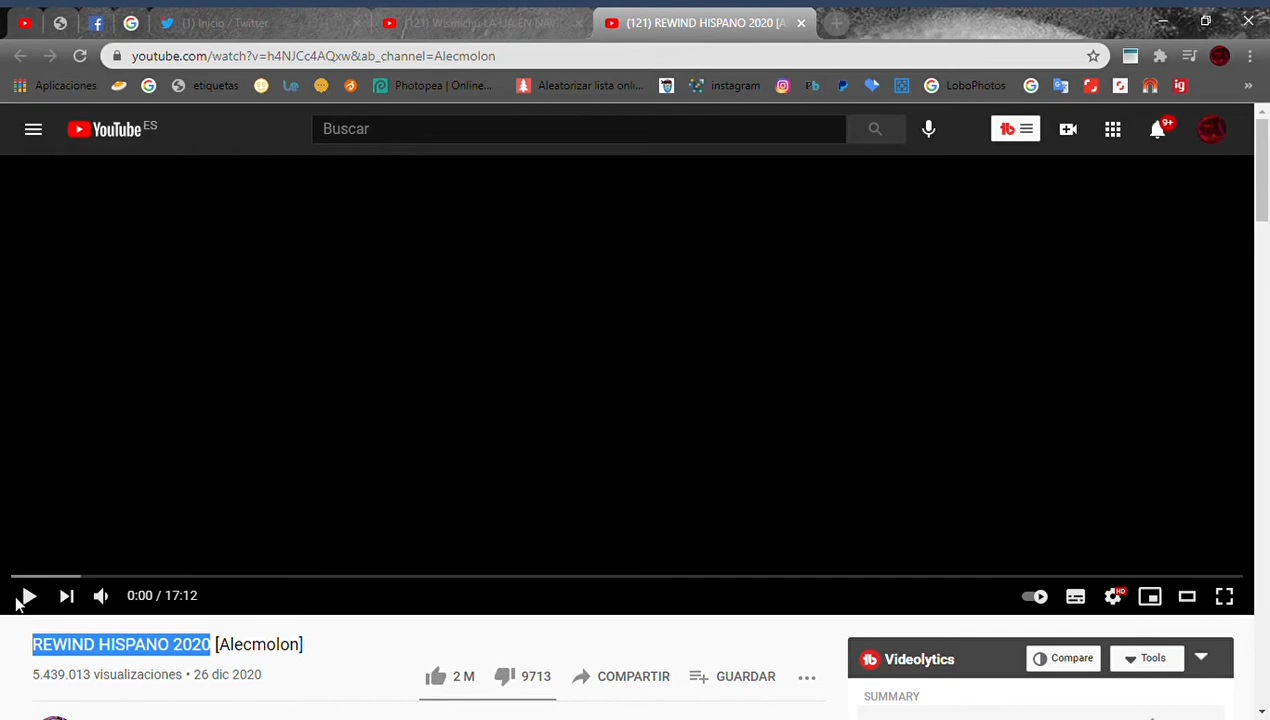 (1) Inicio / Twitter
(121) REWIND HISPANO 2020 [A
youtube.com/watch?v=h4NJCc4AQxw&ab_channel=Alecmolon
Aplicaciones etiquetas Photopea | Online... Aleatorizar lista onli... instagram LoboPhotos
YouTube ES
Buscar
9+
0:00 / 17:12
HD
REWIND HISPANO 2020 [Alecmolon]
5.439.013 visualizaciones • 26 dic 2020
2 M 9713 COMPARTIR GUARDAR
Videolytics Compare Tools
SUMMARY